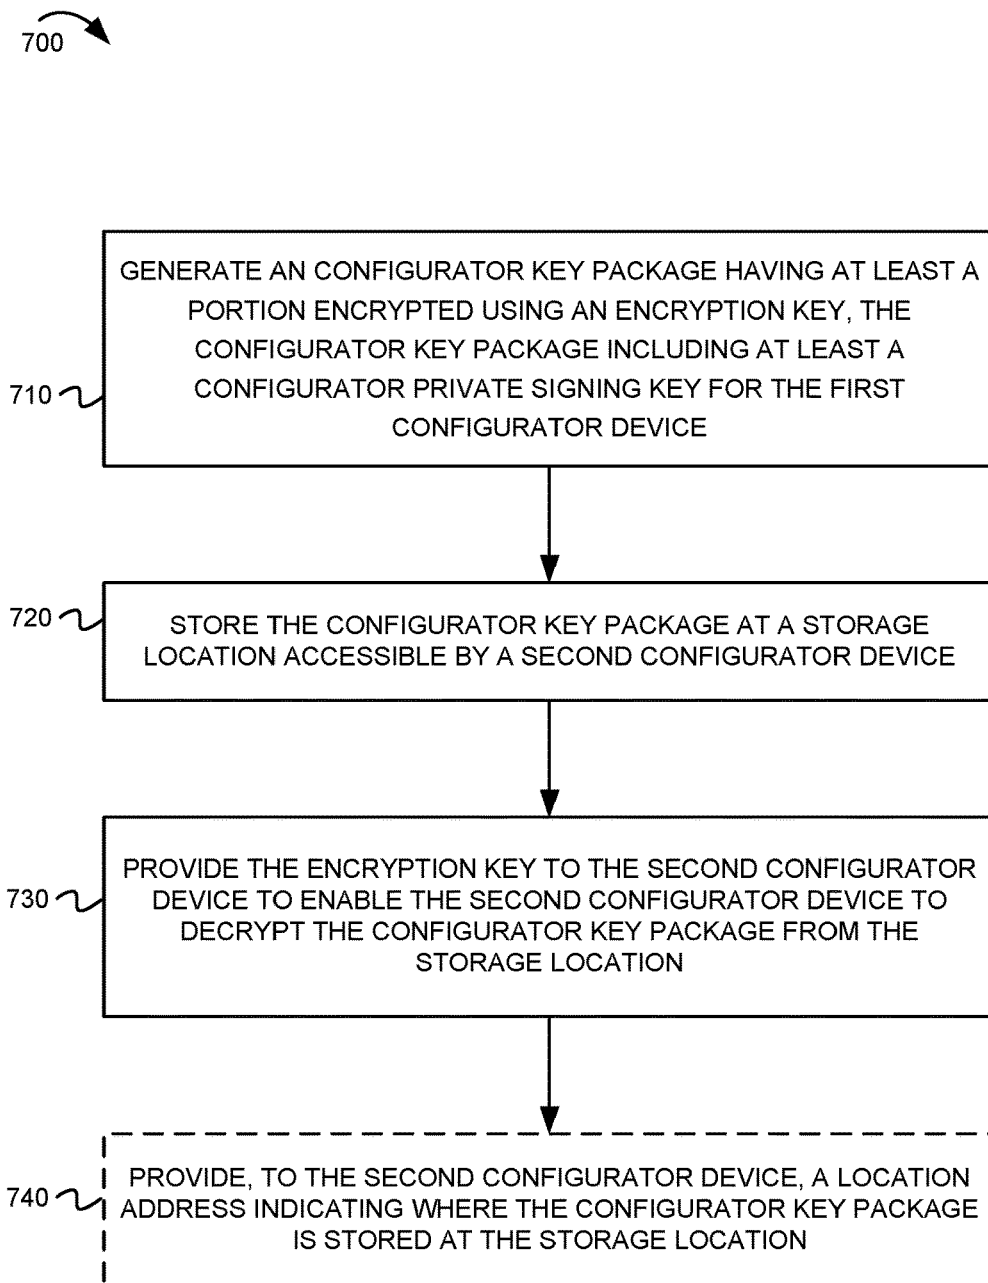 700
GENERATE AN CONFIGURATOR KEY PACKAGE HAVING AT LEAST A
PORTION ENCRYPTED USING AN ENCRYPTION KEY, THE
CONFIGURATOR KEY PACKAGE INCLUDING AT LEAST A
CONFIGURATOR PRIVATE SIGNING KEY FOR THE FIRST
CONFIGURATOR DEVICE
710
720
STORE THE CONFIGURATOR KEY PACKAGE AT A STORAGE
LOCATION ACCESSIBLE BY A SECOND CONFIGURATOR DEVICE
PROVIDE THE ENCRYPTION KEY TO THE SECOND CONFIGURATOR
DEVICE TO ENABLE THE SECOND CONFIGURATOR DEVICE TO
DECRYPT THE CONFIGURATOR KEY PACKAGE FROM THE
STORAGE LOCATION
730
PROVIDE, TO THE SECOND CONFIGURATOR DEVICE, A LOCATION
ADDRESS INDICATING WHERE THE CONFIGURATOR KEY PACKAGE
IS STORED AT THE STORAGE LOCATION
740